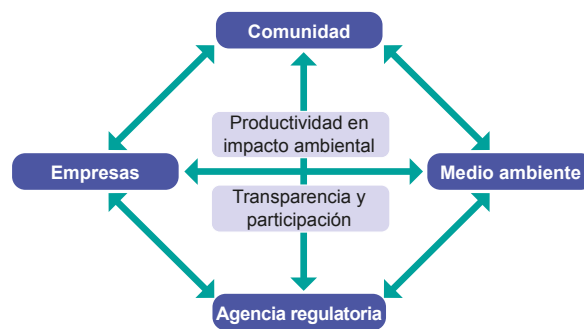 Comunidad
Productividad en
impacto ambiental
Empresas
Medio ambiente
Transparencia y
participación
Agencia regulatoria